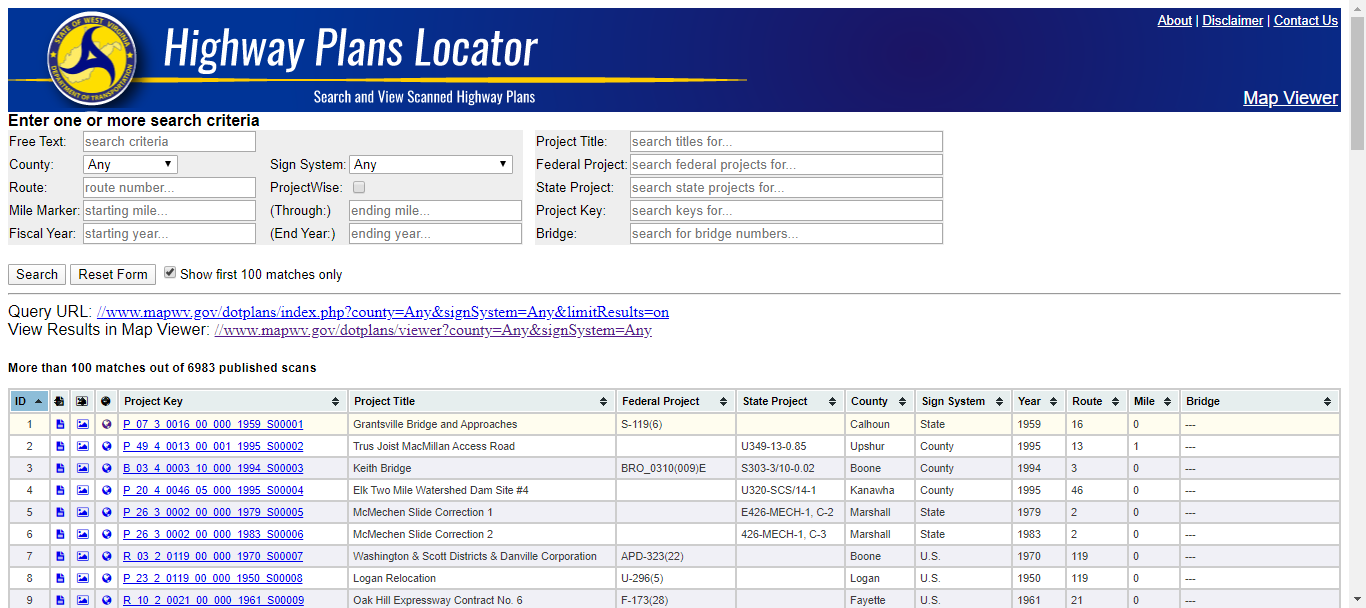 STATE OF WEST VIRGINIA
DEPARTMENT OF TRANSPORTATION
Highway Plans Locator
Search and View Scanned Highway Plans
About | Disclaimer | Contact Us
Map Viewer
Enter one or more search criteria
Free Text: search criteria Project Title: search titles for...
County: Any Sign System: Any Federal Project: search federal projects for...
Route: route number... ProjectWise: State Project: search state projects for...
Mile Marker: starting mile... (Through:) ending mile... Project Key: search keys for...
Fiscal Year: starting year... (End Year:) ending year... Bridge: search for bridge numbers...
Search Reset Form Show first 100 matches only
Query URL: //www.mapwv.gov/dotplans/index.php?county=Any&signSystem=Any&limitResults=on
View Results in Map Viewer: //www.mapwv.gov/dotplans/viewer?county=Any&signSystem=Any
More than 100 matches out of 6983 published scans
ID Project Key Project Title Federal Project State Project County Sign System Year Route Mile Bridge
1 P_07_3_0016_00_000_1959_S00001 Grantsville Bridge and Approaches S-119(6) Calhoun State 1959 16 0 ---
2 P_49_4_0013_00_001_1995_S00002 Trus Joist MacMillan Access Road U349-13-0.85 Upshur County 1995 13 1 ---
3 B_03_4_0003_10_000_1994_S00003 Keith Bridge BRO_0310(009)E S303-3/10-0.02 Boone County 1994 3 0 ---
4 P_20_4_0046_05_000_1995_S00004 Elk Two Mile Watershed Dam Site #4 U320-SCS/14-1 Kanawha County 1995 46 0 ---
5 P_26_3_0002_00_000_1979_S00005 McMechen Slide Correction 1 E426-MECH-1, C-2 Marshall State 1979 2 0 ---
6 P_26_3_0002_00_000_1983_S00006 McMechen Slide Correction 2 426-MECH-1, C-3 Marshall State 1983 2 0 ---
7 R_03_2_0119_00_000_1970_S00007 Washington & Scott Districts & Danville Corporation APD-323(22) Boone U.S. 1970 119 0 ---
8 P_23_2_0119_00_000_1950_S00008 Logan Relocation U-296(5) Logan U.S. 1950 119 0 ---
9 R_10_2_0021_00_000_1961_S00009 Oak Hill Expressway Contract No. 6 F-173(28) Fayette U.S. 1961 21 0 ---